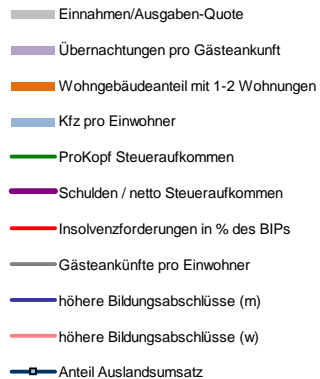 Einnahmen/Ausgaben-Quote
Übernachtungen pro Gästeankunft
Wohngebäudeanteil mit 1-2 Wohnungen
Kfz pro Einwohner
ProKopf Steueraufkommen
Schulden / netto Steueraufkommen
Insolvenzforderungen in % des BIPs
Gästeankünfte pro Einwohner
höhere Bildungsabschlüsse (m)
höhere Bildungsabschlüsse (w)
Anteil Auslandsumsatz